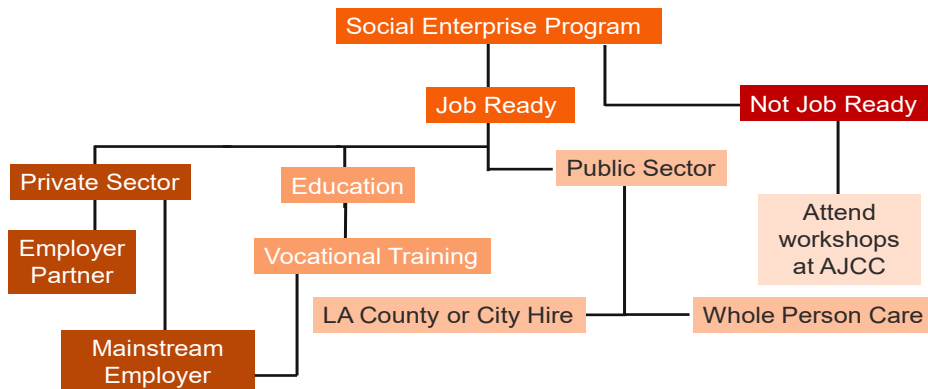 Social Enterprise Program
Job Ready
Not Job Ready
Private Sector
Education
Public Sector
Employer
Partner
Vocational Training
Attend
workshops
at AJCC
LA County or City Hire
Whole Person Care
Mainstream
Employer